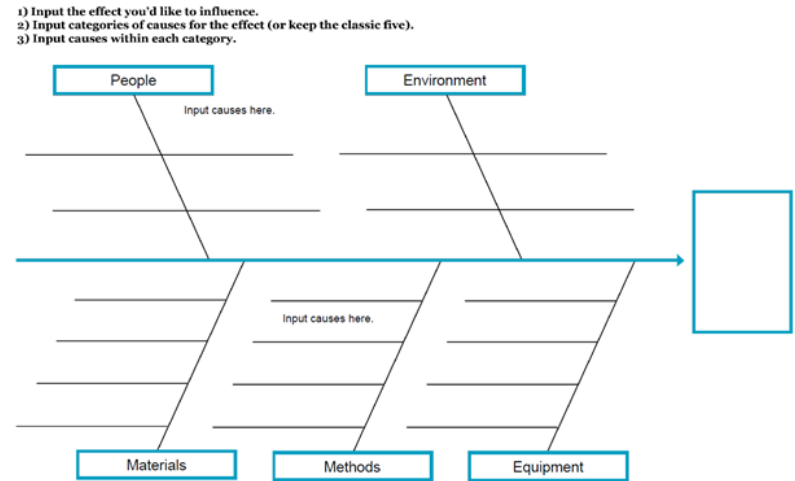 1) Input the effect you'd like to influence.
2) Input categories of causes for the effect (or keep the classic five).
3) Input causes within each category.
People
Environment
Input causes here.
Input causes here.
Materials
Methods
Equipment